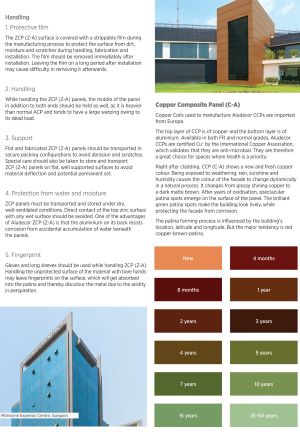 Handling
1. Protective film
The ZCP (Z-A) surface is covered with a strippable film during
the manufacturing process to protect the surface from dirt,
moisture and scratches during handling, fabrication and
installation. The film should be removed immediately after
installation. Leaving the film on a long period after installation
may cause difficulty in removing it afterwards.
2. Handling
While handling the ZCP (Z-A) panels, the middle of the panel
in addition to both ends should be held as well, as it is heavier
than normal ACP and tends to have a large warping owing to
its dead load.
3. Support
Flat and fabricated ZCP (Z-A) panels should be transported in
secure packing configurations to avoid abrasion and scratches.
Special care should also be taken to store and transport
ZCP (Z-A) panels on flat, well supported surfaces to avoid
material deflection and potential permanent set.
4. Protection from water and moisture
ZCP panels must be transported and stored under dry,
well-ventilated conditions. Direct contact of the top zinc surface
with any wet surface should be avoided. One of the advantages
of Aludecor ZCP (Z-A) is that the aluminium on its back resists
corrosion from accidental accumulation of water beneath
the panels.
5. Fingerprint
Gloves and long sleeves should be used while handling ZCP (Z-A).
Handling the unprotected surface of the material with bare hands
may leave fingerprints on the surface, which will get absorbed
into the patina and thereby discolour the metal due to the acidity
in perspiration.
Milestone Experion Centre, Gurgaon
Copper Composite Panel (C-A)
Copper Coils used to manufacture Aludecor CCPs are imported
from Europe.
The top layer of CCP is of copper and the bottom layer is of
aluminium. Available in both FR and normal grades, Aludecor
CCPs are certified Cu⁺ by the International Copper Association,
which validates that they are anti-microbial. They are therefore
a great choice for spaces where health is a priority.
Right after cladding, CCP (C-A) shows a new and fresh copper
colour. Being exposed to weathering, rain, sunshine and
humidity causes the colour of the facade to change dynamically
in a natural process. It changes from glossy shining copper to
a dark matte brown. After years of oxidisation, spectacular
patina spots emerge on the surface of the panel. The brilliant
green patina spots make the building look lively, while
protecting the facade from corrosion.
The patina forming process is influenced by the building's
location, altitude and longitude. But the major tendency is red
copper-brown-patina.
New
4 months
8 months
1 year
2 years
3 years
4 years
5 years
7 years
10 years
15 years
25-50 years